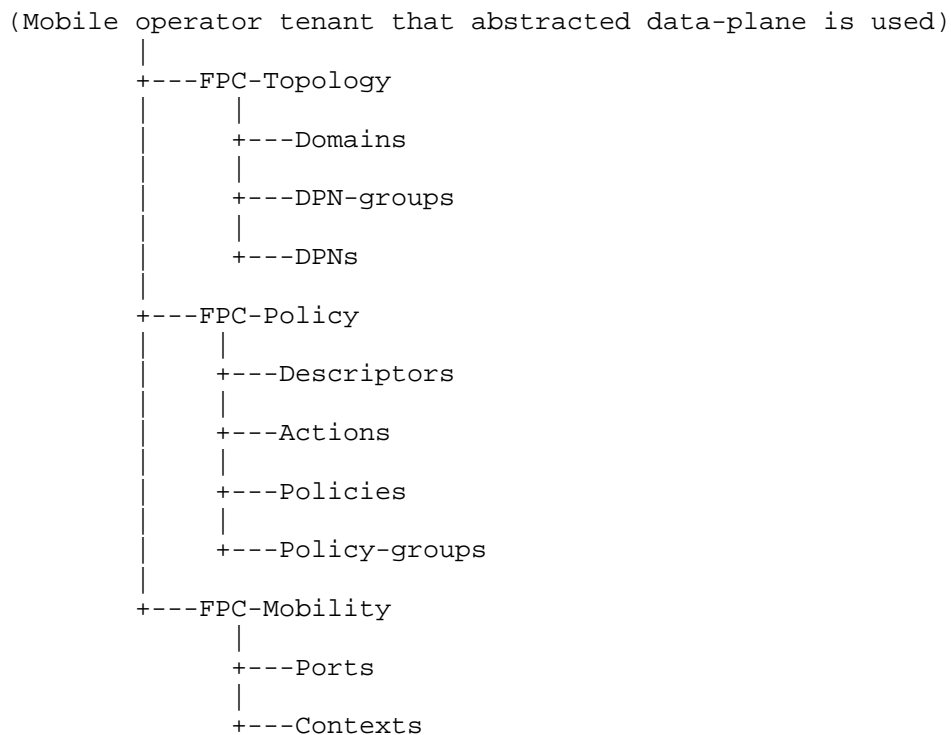 (Mobile operator tenant that abstracted data-plane is used)
|
+---FPC-Topology
|     |
|     +---Domains
|     |
|     +---DPN-groups
|     |
|     +---DPNs
|
+---FPC-Policy
|    |
|    +---Descriptors
|    |
|    +---Actions
|    |
|    +---Policies
|    |
|    +---Policy-groups
|
+---FPC-Mobility
      |
      +---Ports
      |
      +---Contexts